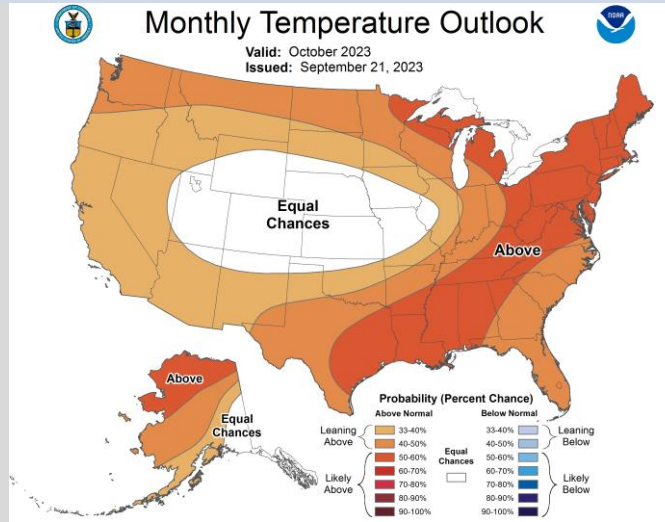 Monthly Temperature Outlook
NOAA
Valid: October 2023
Issued: September 21, 2023
Equal
Chances
Above
Above
Equal
Chances
Probability (Percent Chance)
Above Normal
Below Normal
Leaning
Above
33-40%
40-50%
Likely
Above
50-60%
60-70%
70-80%
80-90%
90-100%
Equal
Chances
33-40%
40-50%
Leaning
Below
50-60%
60-70%
70-80%
80-90%
90-100%
Likely
Below